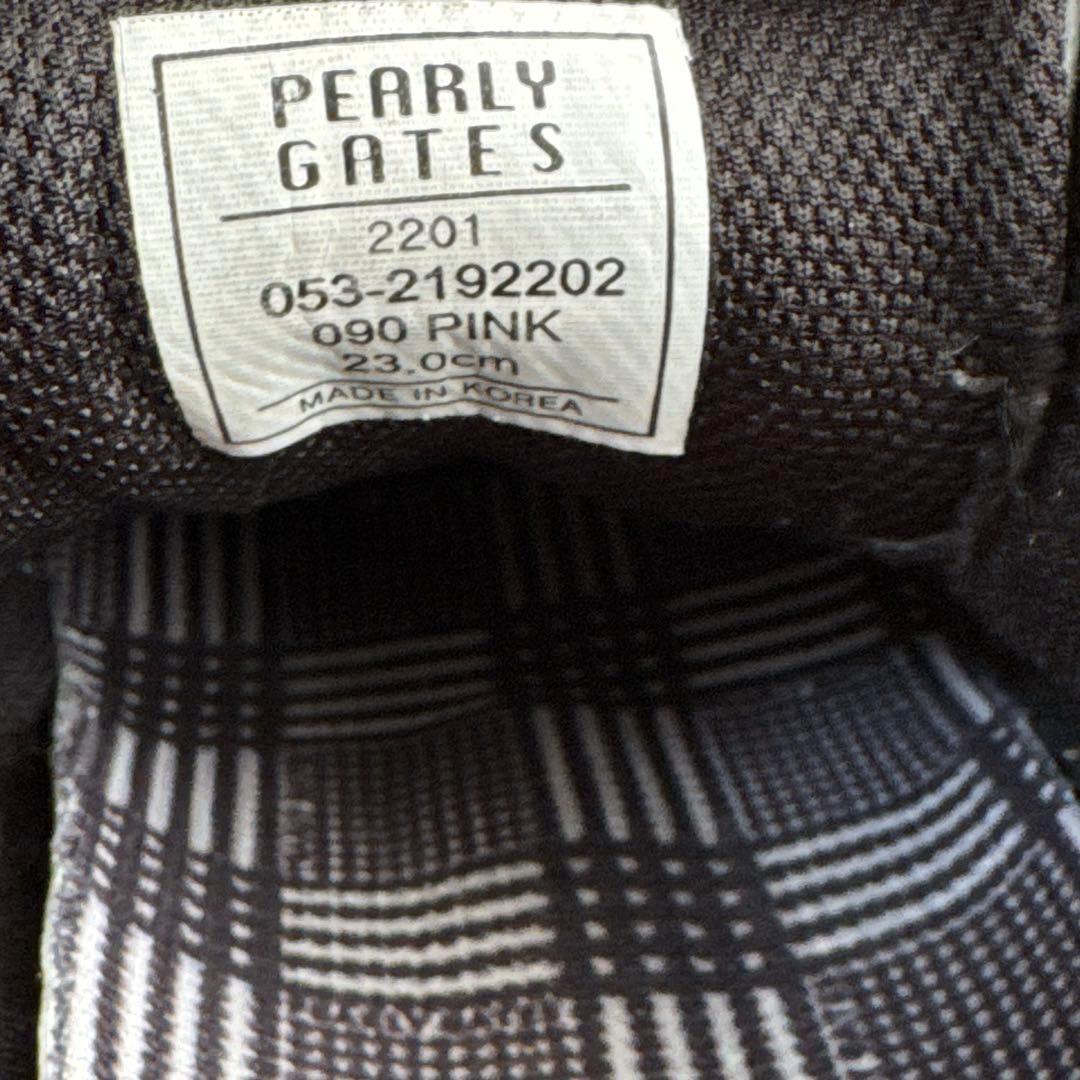 PEARLY
GATES
2201
053-2192202
090 PINK
23.0cm
MADE IN KOREA